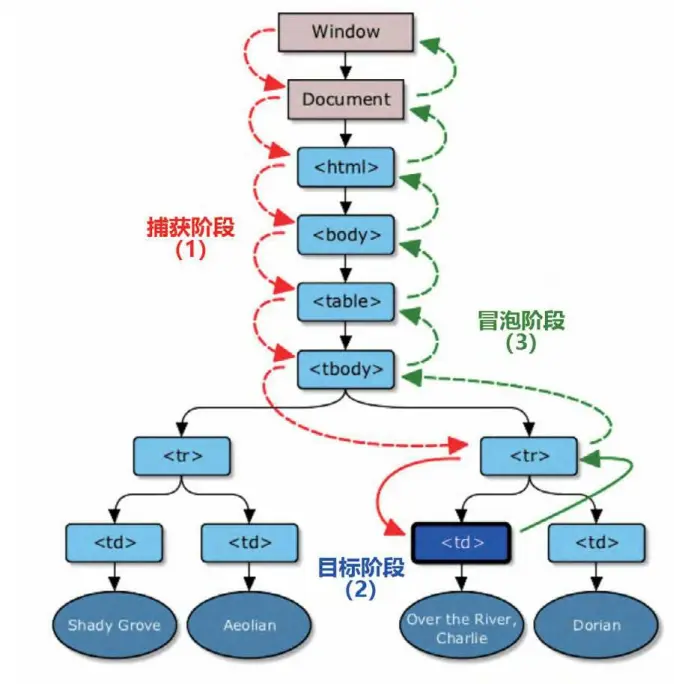 Window
Document
<html>
捕获阶段
(1)
<body>
<table>
冒泡阶段
(3)
<tbody>
<tr>
<tr>
<td>
<td>
<td>
<td>
目标阶段
(2)
Shady Grove
Aeolian
Over the River,
Charlie
Dorian